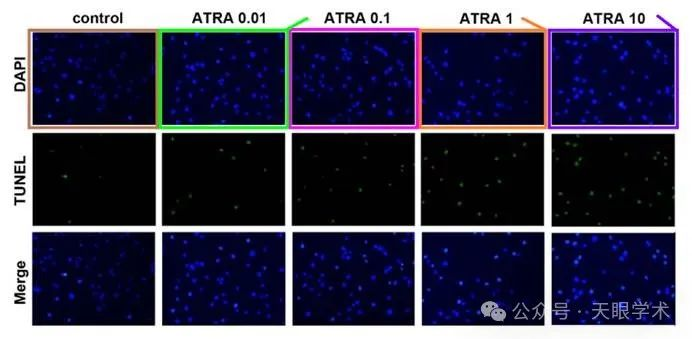 control ATRA 0.01 ATRA 0.1 ATRA 1 ATRA 10
DAPI
TUNEL
Merge
公众号·天眼学术